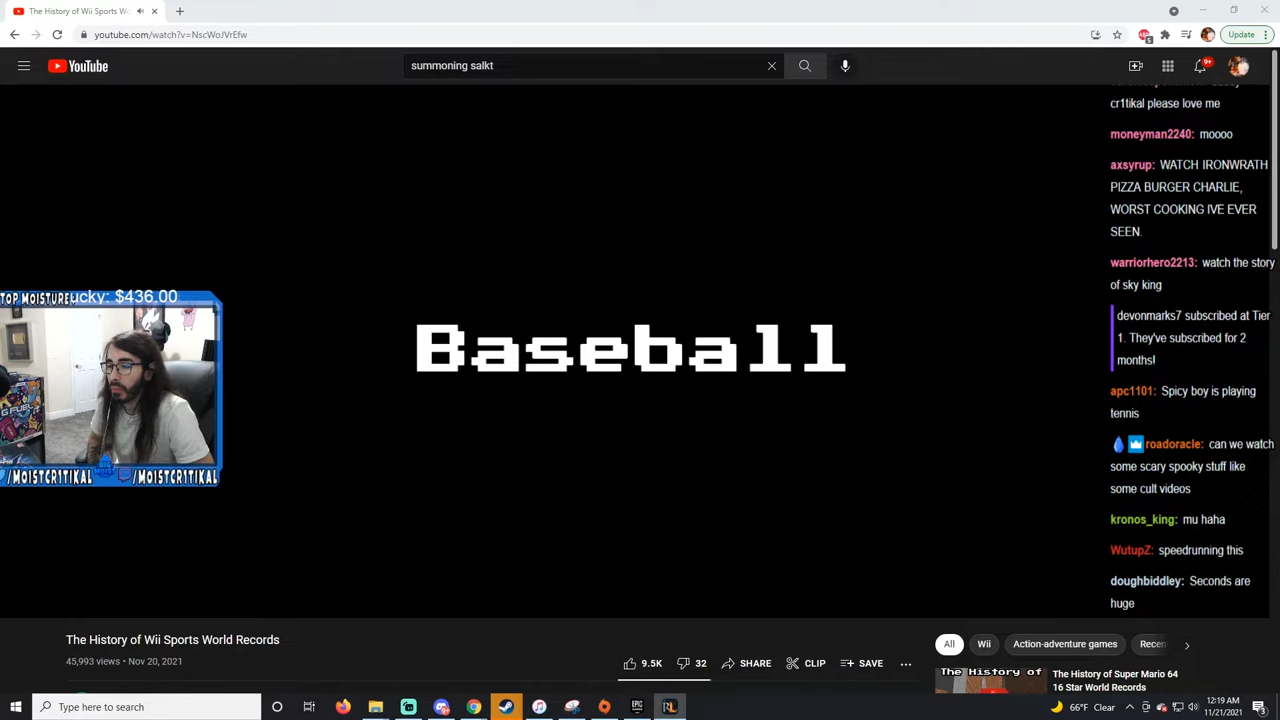 The History of Wii Sports World R
youtube.com/watch?v=NscWoJVrEfw
Update
YouTube
summoning salkt
9+
cr1tikal please love me
moneyman2240: moooo
axsyrup: WATCH IRONWRATH
PIZZA BURGER CHARLIE,
WORST COOKING IVE EVER
SEEN.
warriorhero2213: watch the story
of sky king
devonmarks7 subscribed at Tier
1. They've subscribed for 2
months!
apc1101: Spicy boy is playing
tennis
roadoracle: can we watch
some scary spooky stuff like
some cult videos
kronos_king: mu haha
WutupZ: speedrunning this
doughbiddley: Seconds are
huge
Baseball
TOP MOISTURE
ucky: $436.00
G FUEL
/MOISTCR1TIKAL
/MOISTCR1TIKAL
The History of Wii Sports World Records
45,993 views • Nov 20, 2021
9.5K
32
SHARE
CLIP
SAVE
All
Wii
Action-adventure games
Recen
The History of
The History of Super Mario 64
16 Star World Records
Type here to search
EPIC
66°F Clear
12:19 AM
11/21/2021
3